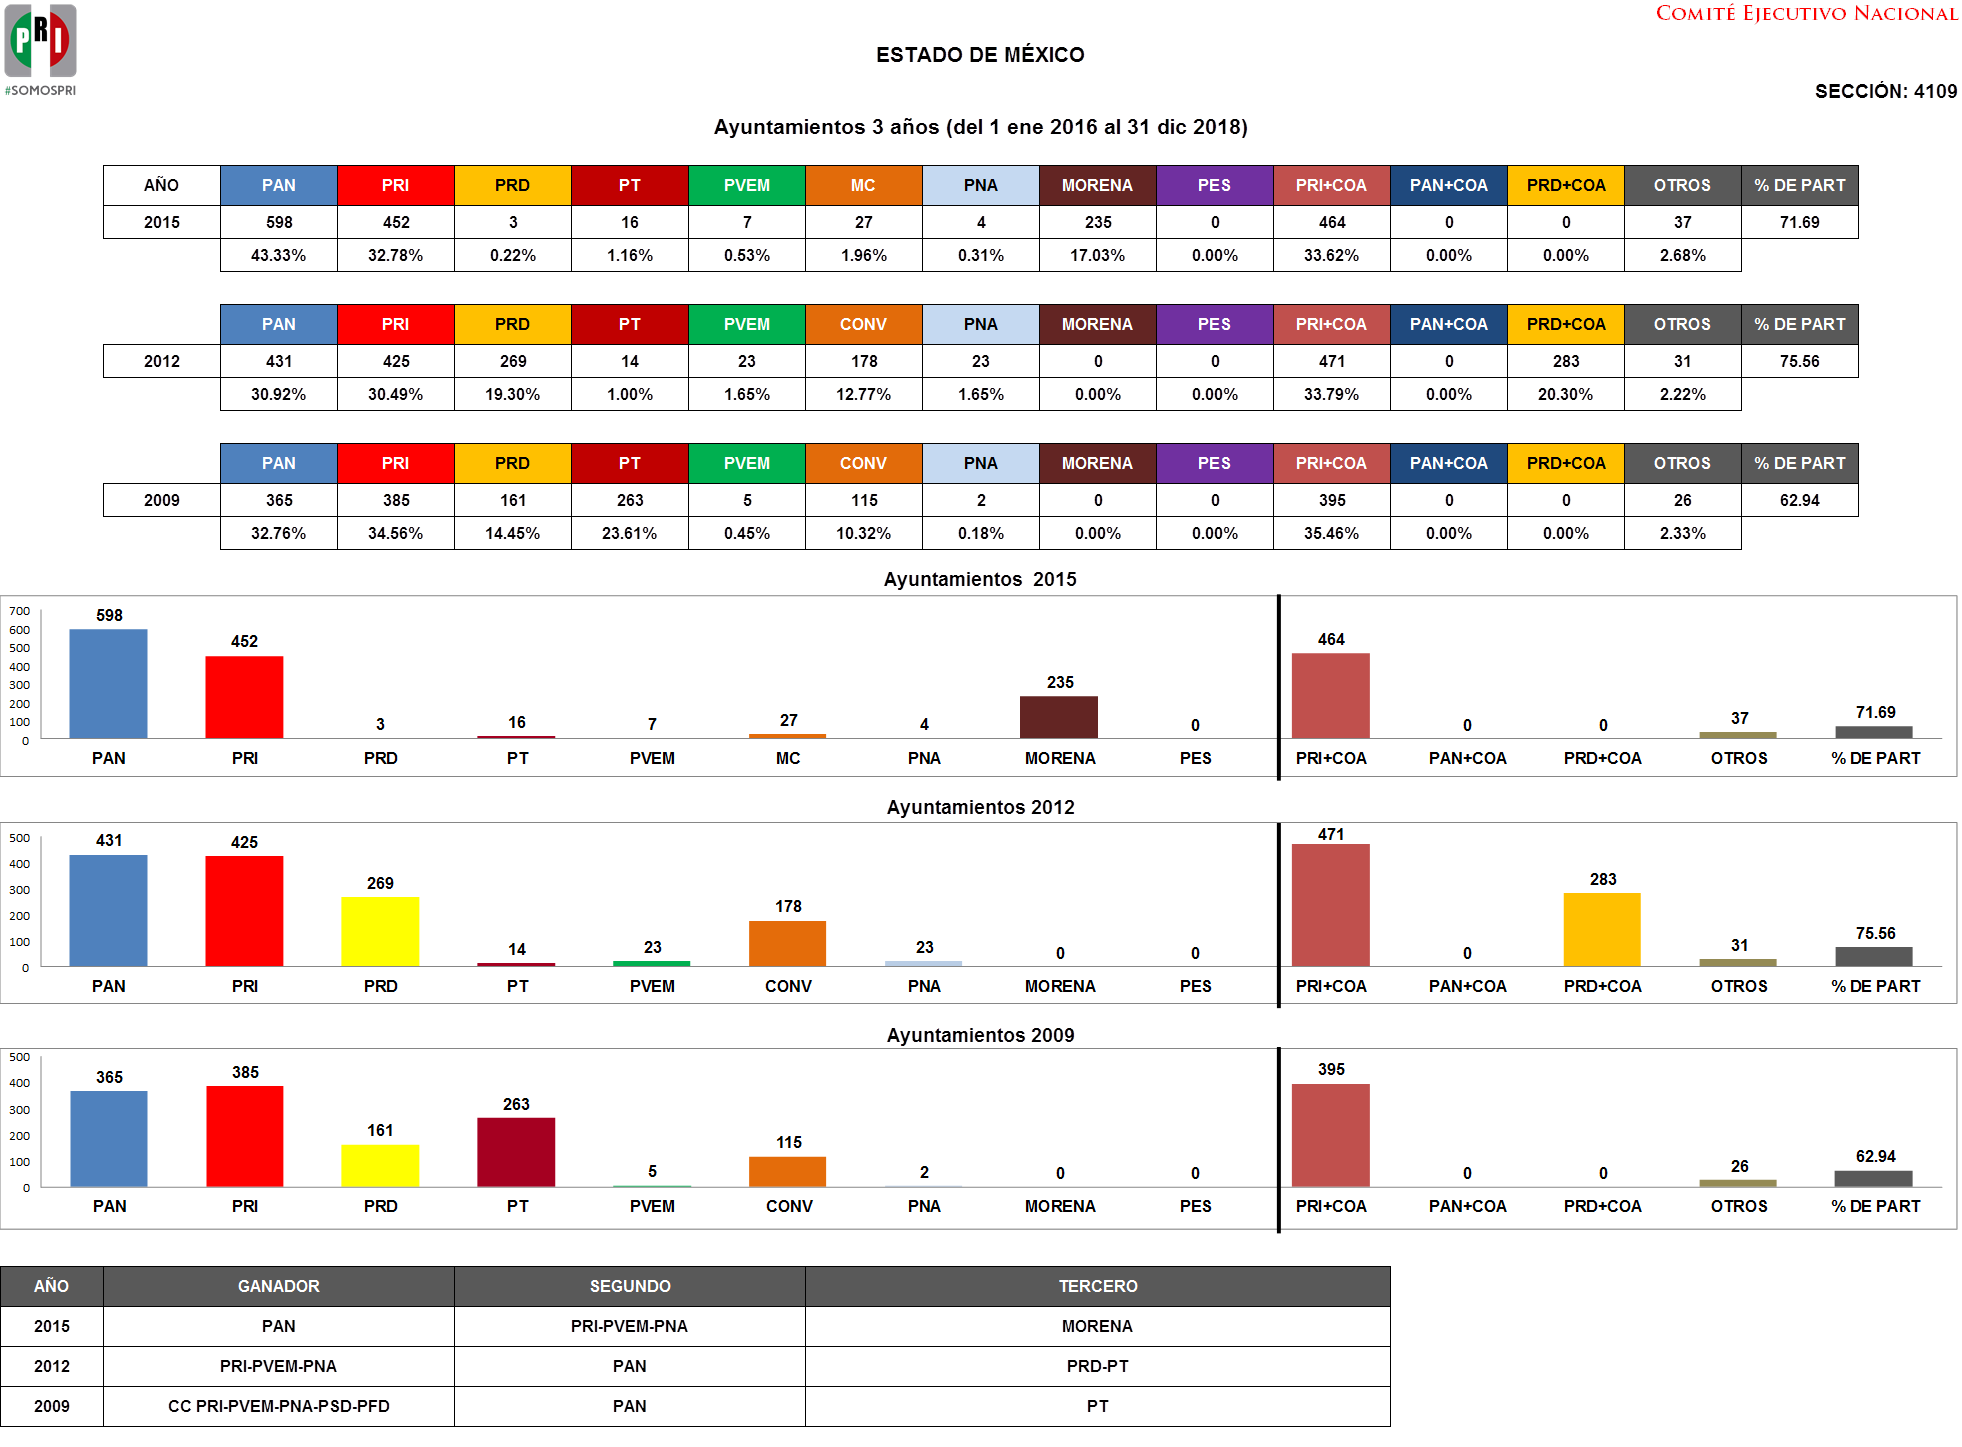 PRI
#SOMOSPRI
COMITÉ EJECUTIVO NACIONAL
ESTADO DE MÉXICO
SECCIÓN: 4109
Ayuntamientos 3 años (del 1 ene 2016 al 31 dic 2018)
AÑO PAN PRI PRD PT PVEM MC PNA MORENA PES PRI+COA PAN+COA PRD+COA OTROS % DE PART
2015 598 452 3 16 7 27 4 235 0 464 0 0 37 71.69
43.33% 32.78% 0.22% 1.16% 0.53% 1.96% 0.31% 17.03% 0.00% 33.62% 0.00% 0.00% 2.68%
PAN PRI PRD PT PVEM CONV PNA MORENA PES PRI+COA PAN+COA PRD+COA OTROS % DE PART
2012 431 425 269 14 23 178 23 0 0 471 0 283 31 75.56
30.92% 30.49% 19.30% 1.00% 1.65% 12.77% 1.65% 0.00% 0.00% 33.79% 0.00% 20.30% 2.22%
PAN PRI PRD PT PVEM CONV PNA MORENA PES PRI+COA PAN+COA PRD+COA OTROS % DE PART
2009 365 385 161 263 5 115 2 0 0 395 0 0 26 62.94
32.76% 34.56% 14.45% 23.61% 0.45% 10.32% 0.18% 0.00% 0.00% 35.46% 0.00% 0.00% 2.33%
Ayuntamientos 2015
700
600
500
400
300
200
100
0
598 452 3 16 7 27 4 235 0 464 0 0 37 71.69
PAN PRI PRD PT PVEM MC PNA MORENA PES PRI+COA PAN+COA PRD+COA OTROS % DE PART
Ayuntamientos 2012
500
400
300
200
100
0
431 425 269 14 23 178 23 0 0 471 0 283 31 75.56
PAN PRI PRD PT PVEM CONV PNA MORENA PES PRI+COA PAN+COA PRD+COA OTROS % DE PART
Ayuntamientos 2009
500
400
300
200
100
0
365 385 161 263 5 115 2 0 0 395 0 0 26 62.94
PAN PRI PRD PT PVEM CONV PNA MORENA PES PRI+COA PAN+COA PRD+COA OTROS % DE PART
AÑO GANADOR SEGUNDO TERCERO
2015 PAN PRI-PVEM-PNA MORENA
2012 PRI-PVEM-PNA PAN PRD-PT
2009 CC PRI-PVEM-PNA-PSD-PFD PAN PT